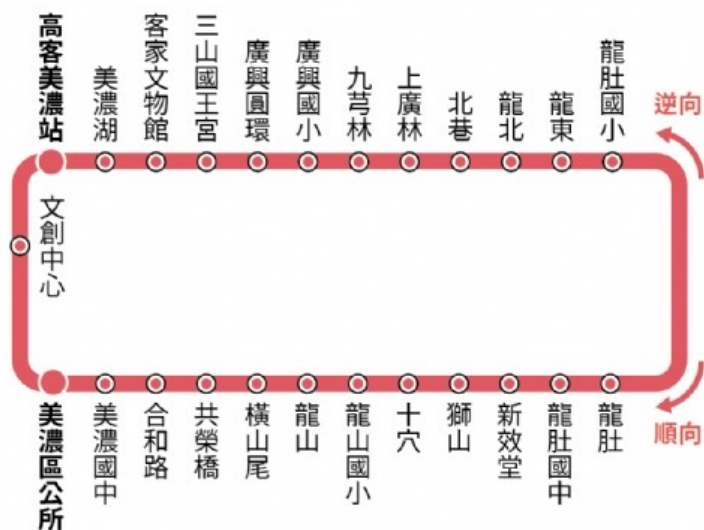 高客美濃站
美濃湖
客家文物館
三山國王宮
廣興圓環
廣興國小
九芎林
上廣林
北巷
龍北
龍東
龍肚國小
逆向
文創中心
美濃區公所
美濃國中
合和路
共榮橋
橫山尾
龍山
龍山國小
十穴
獅山
新效堂
龍肚國中
龍肚
順向